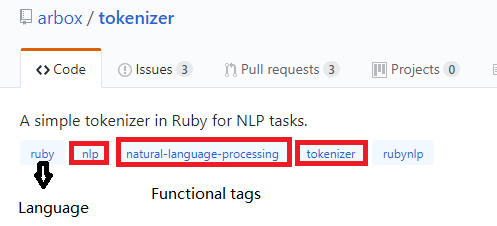 arbox / tokenizer
Code Issues 3 Pull requests 3 Projects 0
A simple tokenizer in Ruby for NLP tasks.
ruby nlp natural-language-processing tokenizer rubynlp
Functional tags
Language